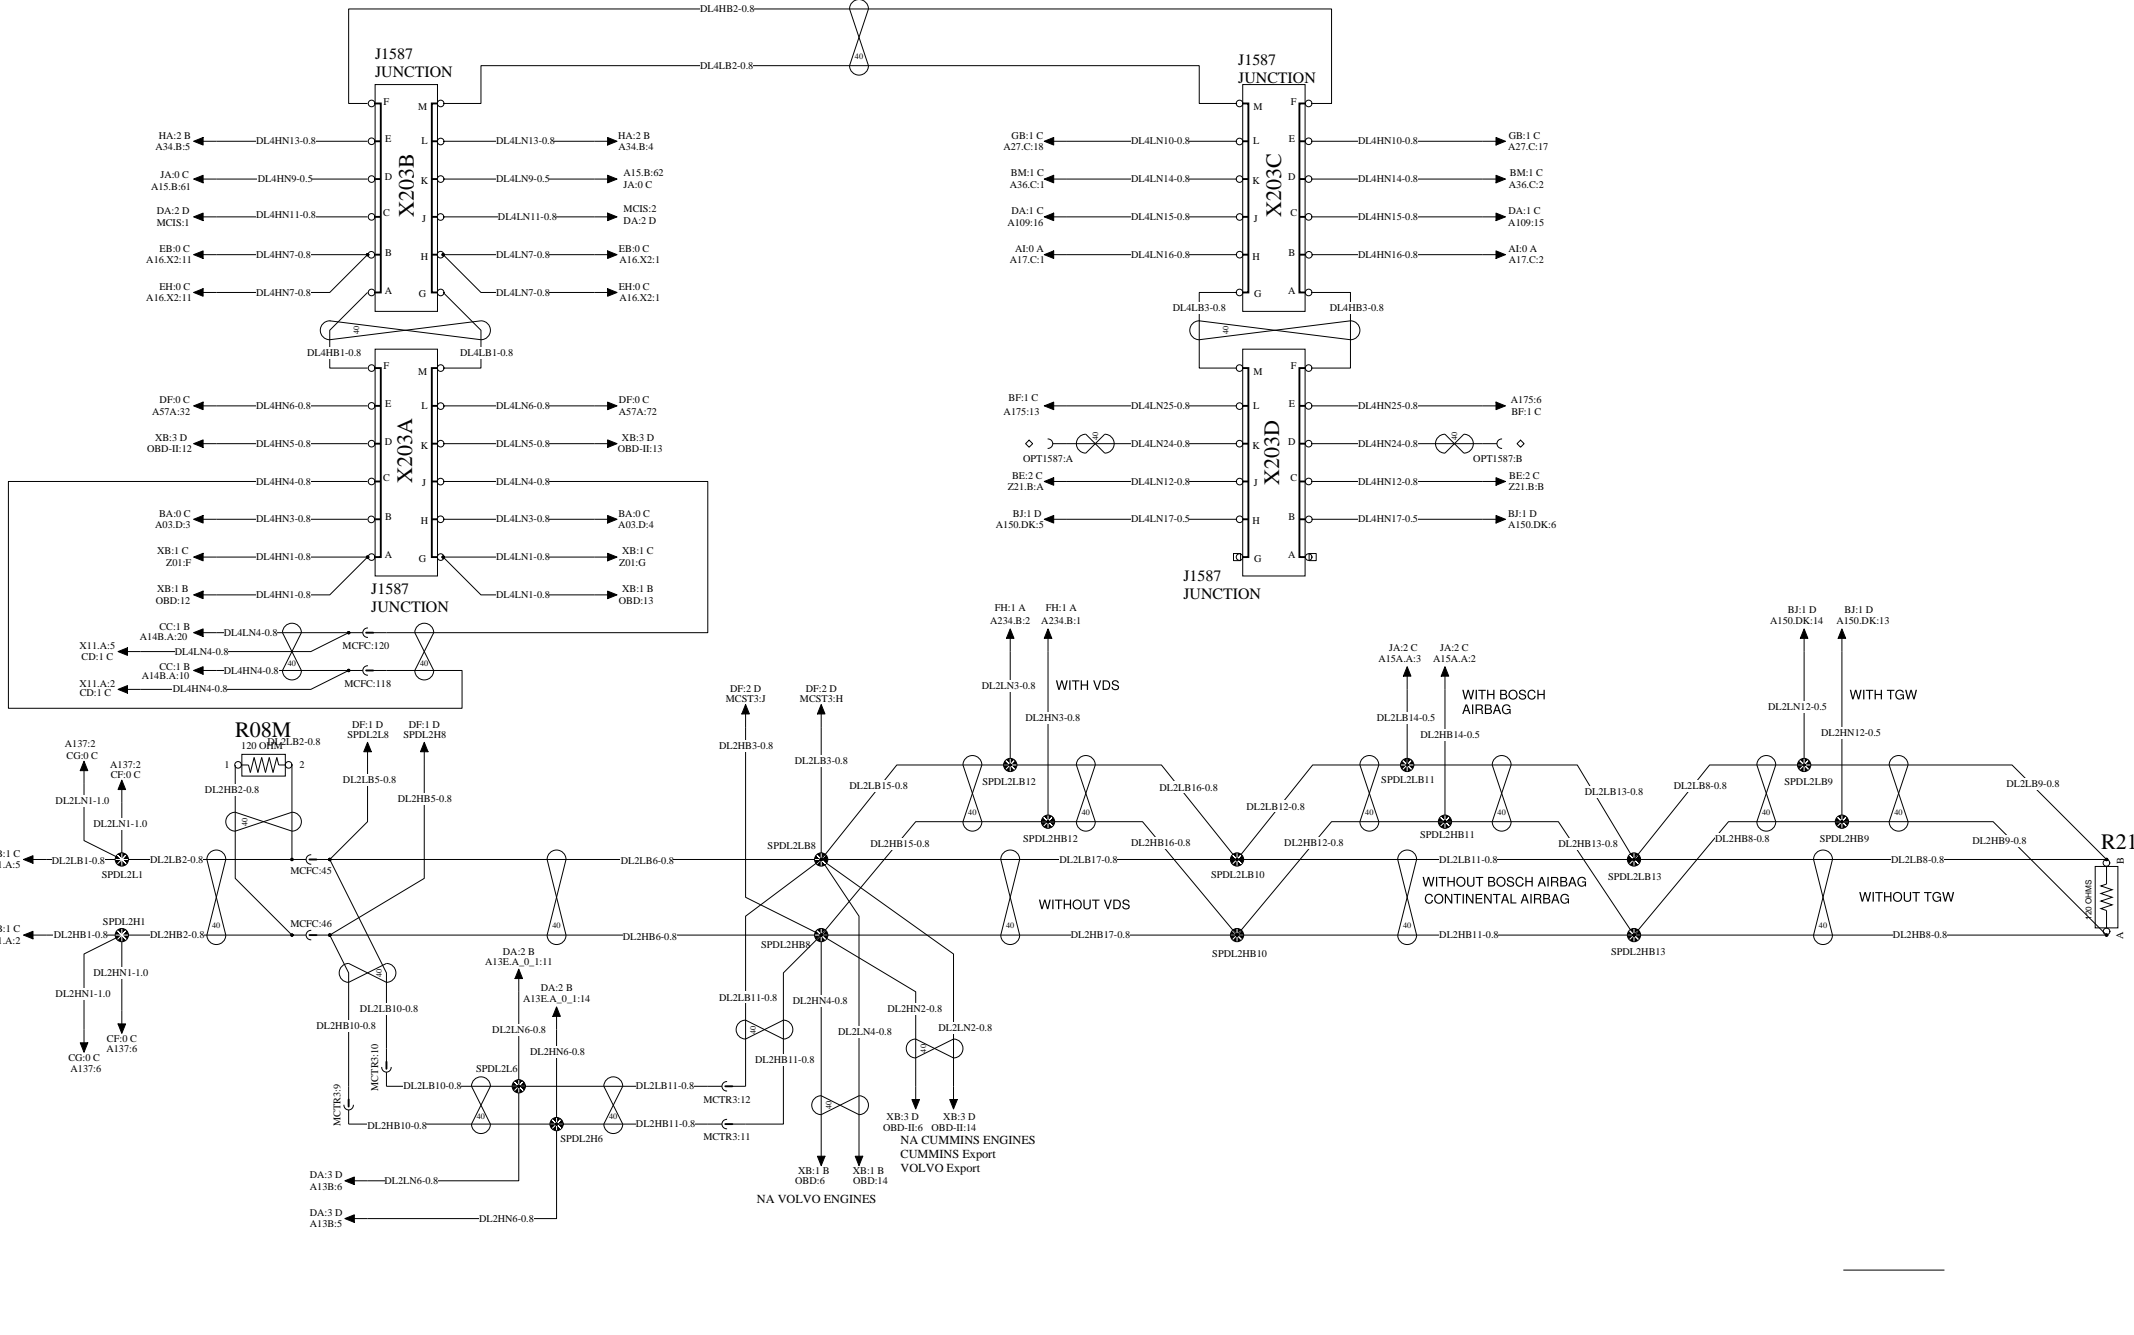 DL4HB2-0.8
40
DL4LB2-0.8
J1587
JUNCTION
F
M
HA:2 B
A34.B:5
DL4HN13-0.8
E
L
DL4LN13-0.8
HA:2 B
A34.B:4
JA:0 C
A15.B:61
DL4HN9-0.5
D
K
DL4LN9-0.5
A15.B:62
JA:0 C
X203B
DA:2 D
MCIS:1
DL4HN11-0.8
C
J
DL4LN11-0.8
MCIS:2
DA:2 D
EB:0 C
A16.X2:11
DL4HN7-0.8
B
H
DL4LN7-0.8
EB:0 C
A16.X2:1
EH:0 C
A16.X2:11
DL4HN7-0.8
A
G
DL4LN7-0.8
EH:0 C
A16.X2:1
40
DL4HB1-0.8
DL4LB1-0.8
J1587
JUNCTION
M
F
GB:1 C
A27.C:18
DL4LN10-0.8
L
E
DL4HN10-0.8
GB:1 C
A27.C:17
BM:1 C
A36.C:1
DL4LN14-0.8
K
D
DL4HN14-0.8
BM:1 C
A36.C:2
X203C
DA:1 C
A109:16
DL4LN15-0.8
J
C
DL4HN15-0.8
DA:1 C
A109:15
AI:0 A
A17.C:1
DL4LN16-0.8
H
B
DL4HN16-0.8
AI:0 A
A17.C:2
G
A
DL4LB3-0.8
DL4HB3-0.8
40
F
M
DF:0 C
A57A:32
DL4HN6-0.8
E
L
DL4LN6-0.8
DF:0 C
A57A:72
XB:3 D
OBD-II:12
DL4HN5-0.8
D
K
DL4LN5-0.8
XB:3 D
OBD-II:13
X203A
DL4HN4-0.8
C
J
DL4LN4-0.8
BA:0 C
A03.D:3
DL4HN3-0.8
B
H
DL4LN3-0.8
BA:0 C
A03.D:4
XB:1 C
Z01:F
DL4HN1-0.8
A
G
DL4LN1-0.8
XB:1 C
Z01:G
XB:1 B
OBD:12
DL4HN1-0.8
DL4LN1-0.8
XB:1 B
OBD:13
J1587
JUNCTION
M
F
BF:1 C
A175:13
DL4LN25-0.8
L
E
DL4HN25-0.8
A175:6
BF:1 C
40
DL4LN24-0.8
K
D
DL4HN24-0.8
40
OPT1587:A
OPT1587:B
X203D
BE:2 C
Z21.B:A
DL4LN12-0.8
J
C
DL4HN12-0.8
BE:2 C
Z21.B:B
BJ:1 D
A150.DK:5
DL4LN17-0.5
H
B
DL4HN17-0.5
BJ:1 D
A150.DK:6
G
A
J1587
JUNCTION
CC:1 B
A14B.A:20
DL4LN4-0.8
MCFC:120
X11.A:5
CD:1 C
DL4LN4-0.8
CC:1 B
A14B.A:10
DL4HN4-0.8
40
40
MCFC:118
X11.A:2
CD:1 C
DL4HN4-0.8
R08M
120 OHM
DL2LB2-0.8
1
2
DL2HB2-0.8
40
A137:2
CG:0 C
A137:2
CF:0 C
DL2LN1-1.0
DL2LN1-1.0
DF:1 D
SPDL2L8
DF:1 D
SPDL2H8
DL2LB5-0.8
DL2HB5-0.8
B:1 C
1.A:5
DL2LB1-0.8
SPDL2L1
DL2LB2-0.8
MCFC:45
DL2LB6-0.8
B:1 C
1.A:2
DL2HB1-0.8
SPDL2H1
DL2HB2-0.8
40
MCFC:46
40
DL2HB6-0.8
DL2HN1-1.0
DL2HN1-1.0
CF:0 C
A137:6
CG:0 C
A137:6
40
DL2LB10-0.8
DL2HB10-0.8
MCTR3:10
MCTR3:9
DL2LB10-0.8
DL2HB10-0.8
40
SPDL2L6
SPDL2H6
40
DA:2 B
A13E.A_0_1:11
DA:2 B
A13E.A_0_1:14
DL2LN6-0.8
DL2HN6-0.8
DL2LB11-0.8
MCTR3:12
DL2HB11-0.8
MCTR3:11
DA:3 D
A13B:6
DL2LN6-0.8
DA:3 D
A13B:5
DL2HN6-0.8
DF:2 D
MCST3:J
DF:2 D
MCST3:H
DL2HB3-0.8
DL2LB3-0.8
SPDL2LB8
SPDL2HB8
DL2LB15-0.8
DL2HB15-0.8
DL2LB11-0.8
40
DL2HB11-0.8
DL2HN4-0.8
DL2LN4-0.8
40
DL2HN2-0.8
DL2LN2-0.8
40
XB:3 D
OBD-II:6
XB:3 D
OBD-II:14
NA CUMMINS ENGINES
CUMMINS Export
VOLVO Export
XB:1 B
OBD:6
XB:1 B
OBD:14
NA VOLVO ENGINES
FH:1 A
A234.B:2
FH:1 A
A234.B:1
DL2LN3-0.8
WITH VDS
DL2HN3-0.8
40
SPDL2LB12
40
SPDL2HB12
DL2LB16-0.8
DL2HB16-0.8
DL2LB17-0.8
40
WITHOUT VDS
DL2HB17-0.8
SPDL2LB10
SPDL2HB10
JA:2 C
A15A.A:3
JA:2 C
A15A.A:2
WITH BOSCH
AIRBAG
DL2LB14-0.5
DL2HB14-0.5
DL2LB12-0.8
DL2HB12-0.8
40
SPDL2LB11
SPDL2HB11
40
DL2LB13-0.8
DL2HB13-0.8
DL2LB11-0.8
WITHOUT BOSCH AIRBAG
CONTINENTAL AIRBAG
40
DL2HB11-0.8
SPDL2LB13
SPDL2HB13
BJ:1 D
A150.DK:14
BJ:1 D
A150.DK:13
WITH TGW
DL2LN12-0.5
DL2HN12-0.5
DL2LB8-0.8
DL2HB8-0.8
40
SPDL2LB9
SPDL2HB9
40
DL2LB9-0.8
DL2HB9-0.8
DL2LB8-0.8
WITHOUT TGW
40
DL2HB8-0.8
R21
B
120 OHMS
A